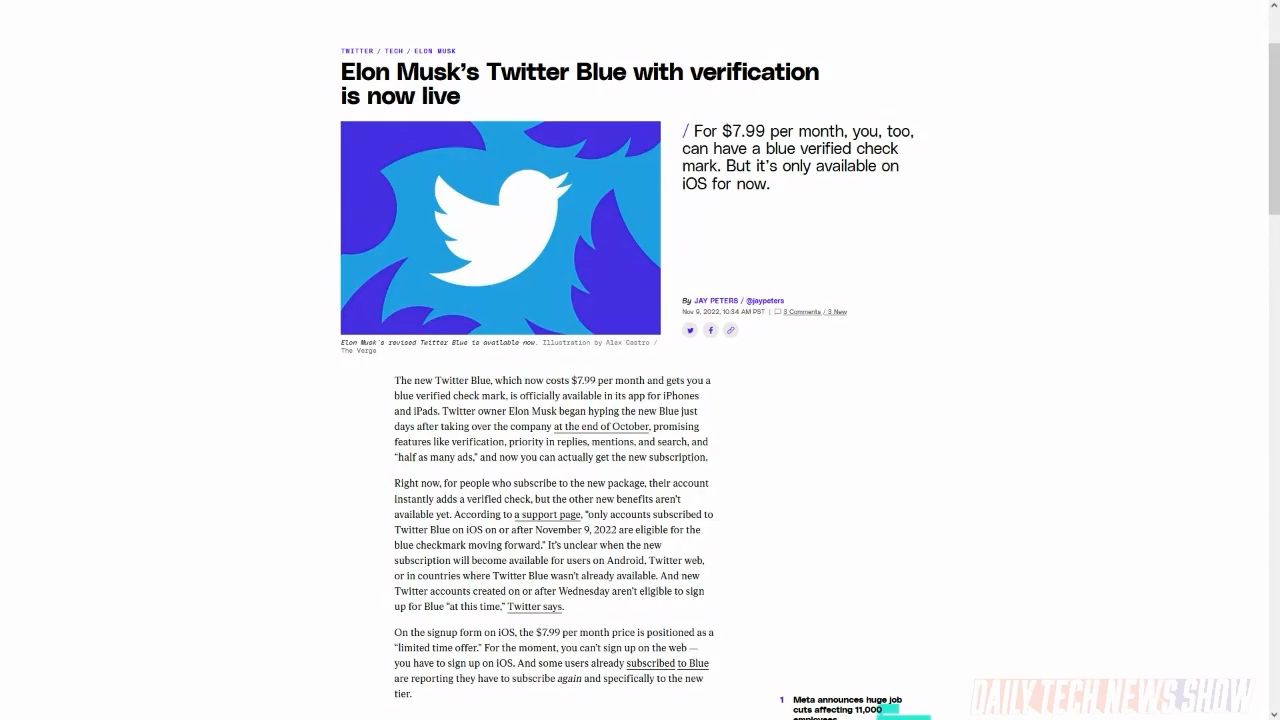 TWITTER / TECH / ELON MUSK
Elon Musk's Twitter Blue with verification
is now live
/ For $7.99 per month, you, too,
can have a blue verified check
mark. But it's only available on
iOS for now.
By JAY PETERS / @jaypeters
Nov 9, 2022, 10:34 AM PST | 3 Comments / 3 New
Elon Musk's revised Twitter Blue is available now. Illustration by Alex Castro /
The Verge
The new Twitter Blue, which now costs $7.99 per month and gets you a
blue verified check mark, is officially available in its app for iPhones
and iPads. Twitter owner Elon Musk began hyping the new Blue just
days after taking over the company at the end of October, promising
features like verification, priority in replies, mentions, and search, and
“half as many ads,” and now you can actually get the new subscription.
Right now, for people who subscribe to the new package, their account
instantly adds a verified check, but the other new benefits aren't
available yet. According to a support page, “only accounts subscribed to
Twitter Blue on iOS on or after November 9, 2022 are eligible for the
blue checkmark moving forward.” It's unclear when the new
subscription will become available for users on Android, Twitter web,
or in countries where Twitter Blue wasn't already available. And new
Twitter accounts created on or after Wednesday aren't eligible to sign
up for Blue “at this time,” Twitter says.
On the signup form on iOS, the $7.99 per month price is positioned as a
“limited time offer.” For the moment, you can't sign up on the web —
you have to sign up on iOS. And some users already subscribed to Blue
are reporting they have to subscribe again and specifically to the new
tier.
1 Meta announces huge job
cuts affecting 11,000
employees
DAILY TECH NEWS SHOW